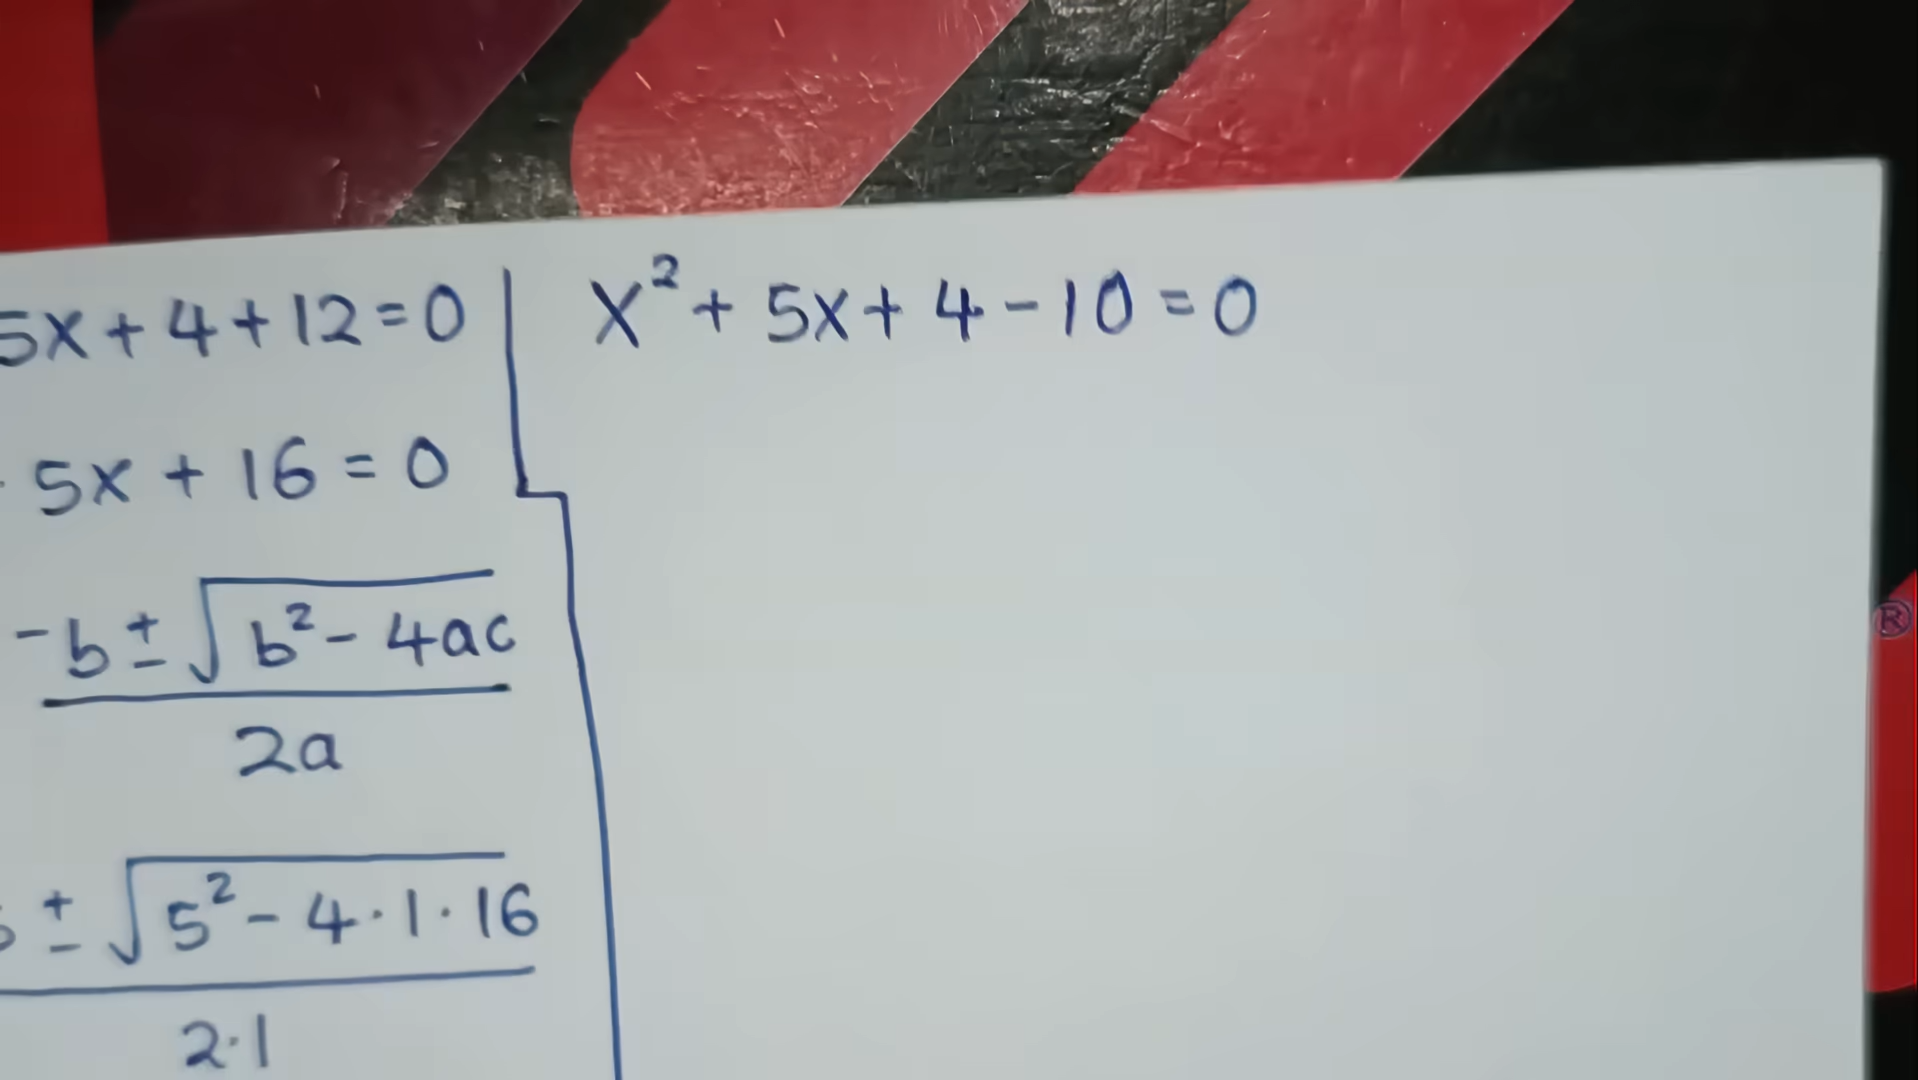 5x + 4 + 12 = 0
5x + 16 = 0
-b ± √b² - 4ac
2a
± √5² - 4·1·16
2·1
x² + 5x + 4 - 10 = 0
®